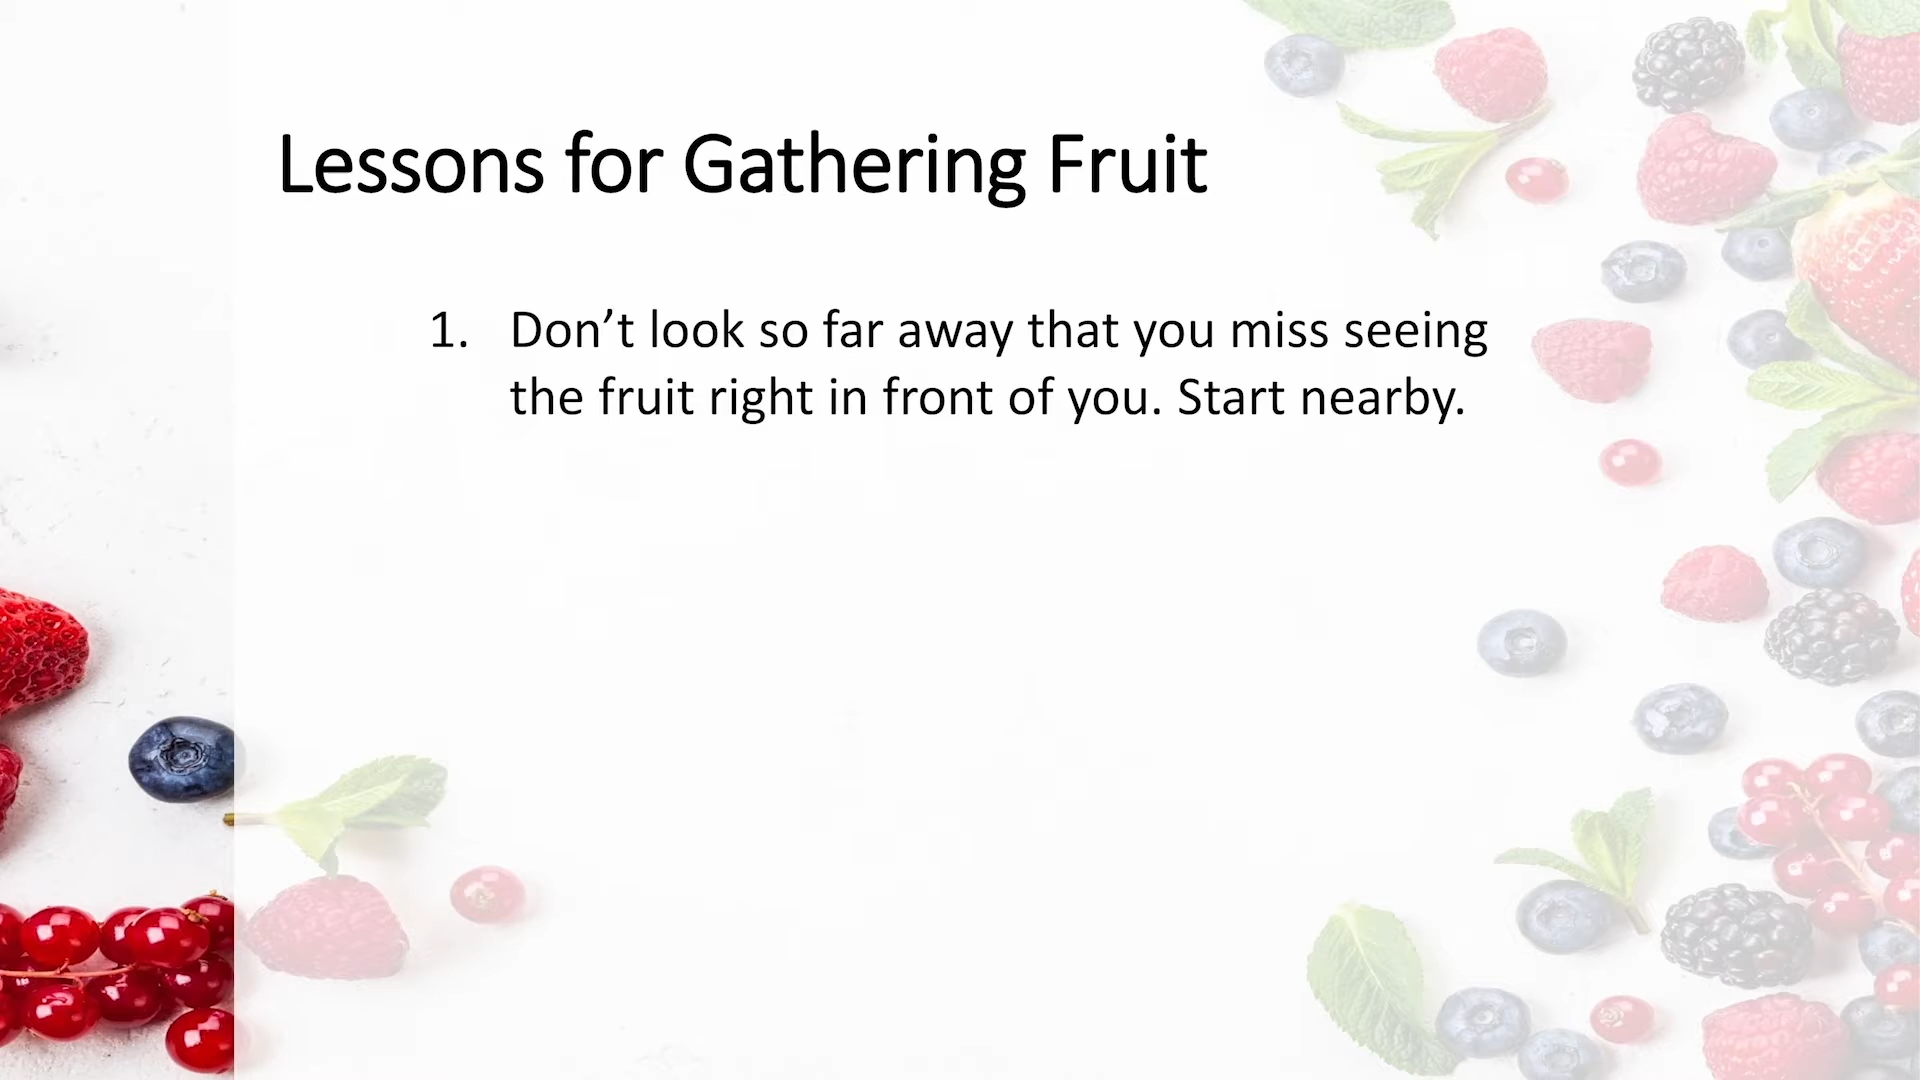 Lessons for Gathering Fruit
1. Don’t look so far away that you miss seeing
the fruit right in front of you. Start nearby.